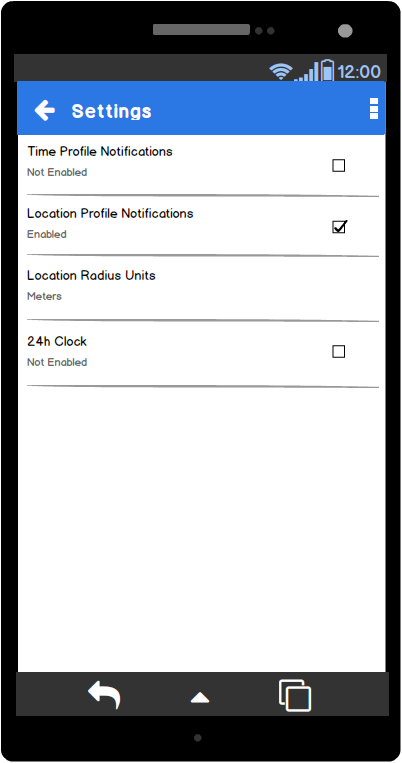 12:00
Settings
Time Profile Notifications
Not Enabled
Location Profile Notifications
Enabled
Location Radius Units
Meters
24h Clock
Not Enabled